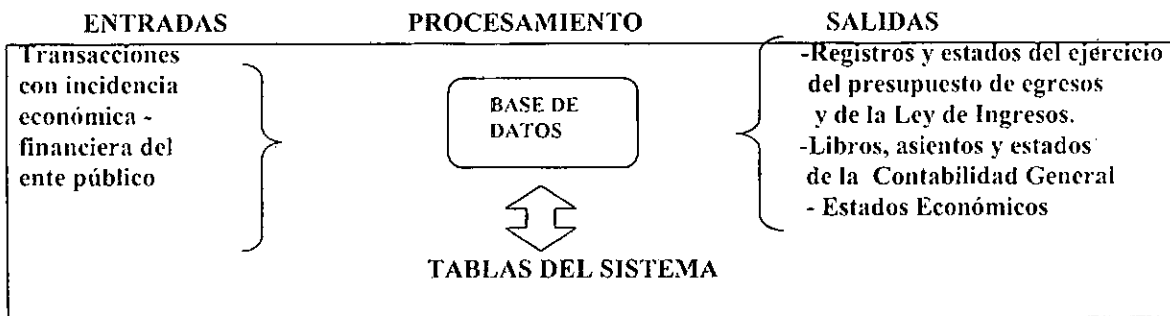 ENTRADAS
PROCESAMIENTO
SALIDAS
Transacciones
con incidencia
económica -
financiera del
ente público
BASE DE
DATOS
TABLAS DEL SISTEMA
-Registros y estados del ejercicio
del presupuesto de egresos
y de la Ley de Ingresos.
-Libros, asientos y estados
de la Contabilidad General
- Estados Económicos